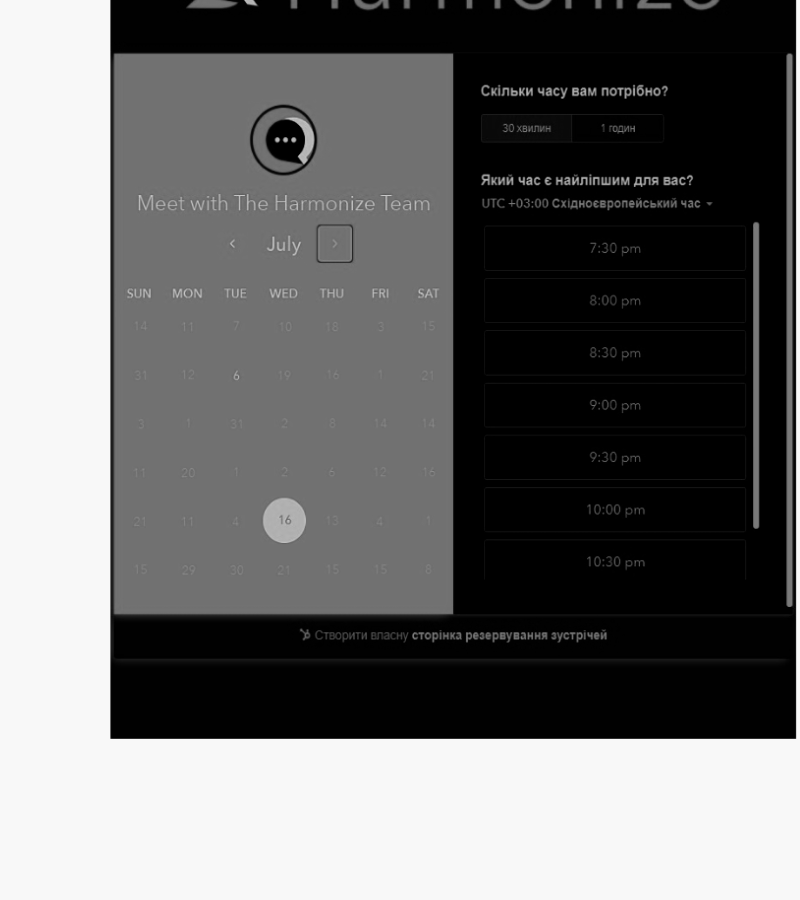 Harmonize
Meet with The Harmonize Team
July
SUN MON TUE WED THU FRI SAT
14 11 7 10 18 3 15
31 12 6 19 16 1 21
3 1 31 2 8 14 14
11 20 1 2 6 12 16
21 11 4 16 13 4 1
15 29 30 21 15 15 8
Скільки часу вам потрібно?
30 хвилин 1 годин
Який час є найліпшим для вас?
UTC +03:00 Східноєвропейський час
7:30 pm
8:00 pm
8:30 pm
9:00 pm
9:30 pm
10:00 pm
10:30 pm
Створити власну сторінка резервування зустрічей